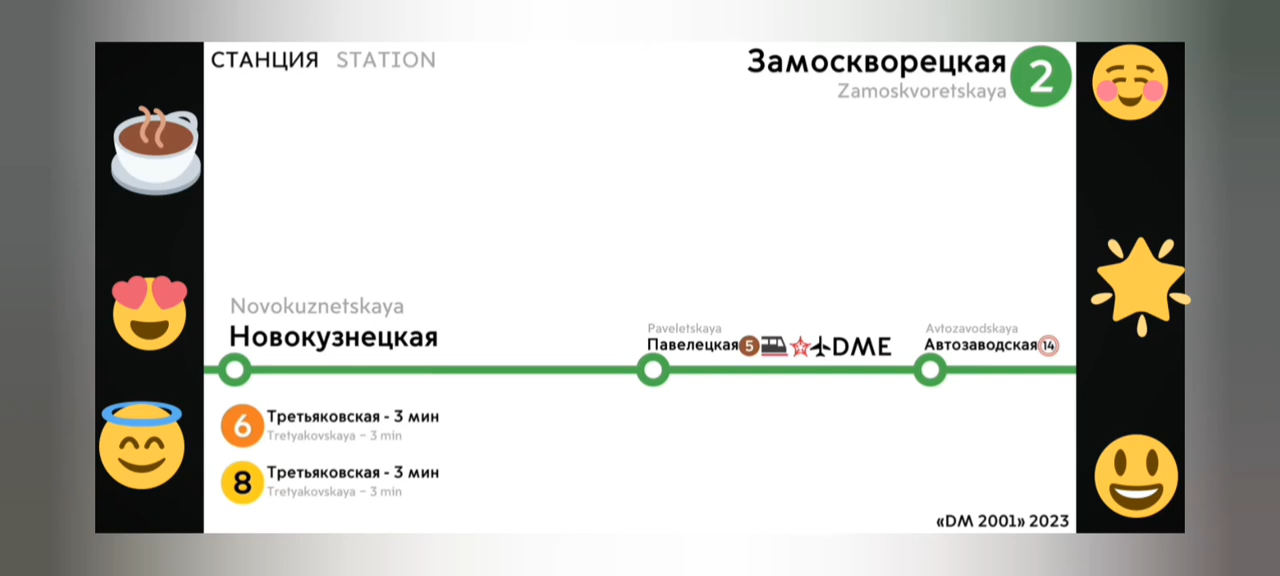 СТАНЦИЯ STATION
Замоскворецкая 2
Zamoskvoretskaya
Novokuznetskaya
Новокузнецкая
Paveletskaya
Павелецкая 5 DME
Avtozavodskaya
Автозаводская 14
6 Третьяковская - 3 мин
Tretyakovskaya - 3 min
8 Третьяковская - 3 мин
Tretyakovskaya - 3 min
«DM 2001» 2023